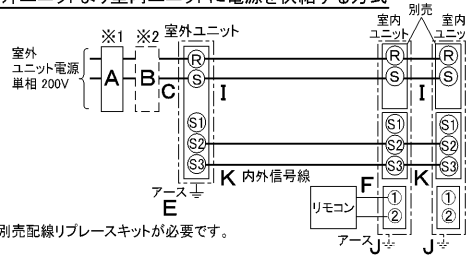 外ユニットより室内ユニットに電源を供給する方式
別売
※1 ※2 室外ユニット
室内ユニット
室内ユニット
室外ユニット電源
単相 200V
A
B
C
R
S
I
R
S
I
R
S
S1
S2
S3
S1
S2
S3
S1
S2
S3
K 内外信号線
F
K
アース
E
リモコン
1
2
1
2
アース J
J
別売配線リプレースキットが必要です。